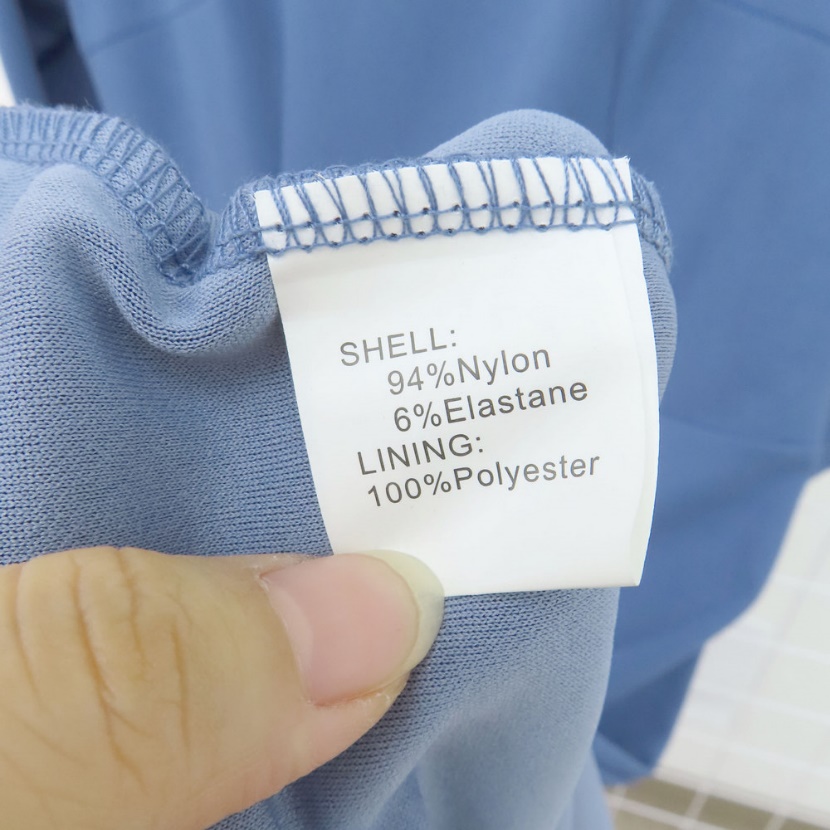 SHELL:
94%Nylon
6%Elastane
LINING:
100%Polyester